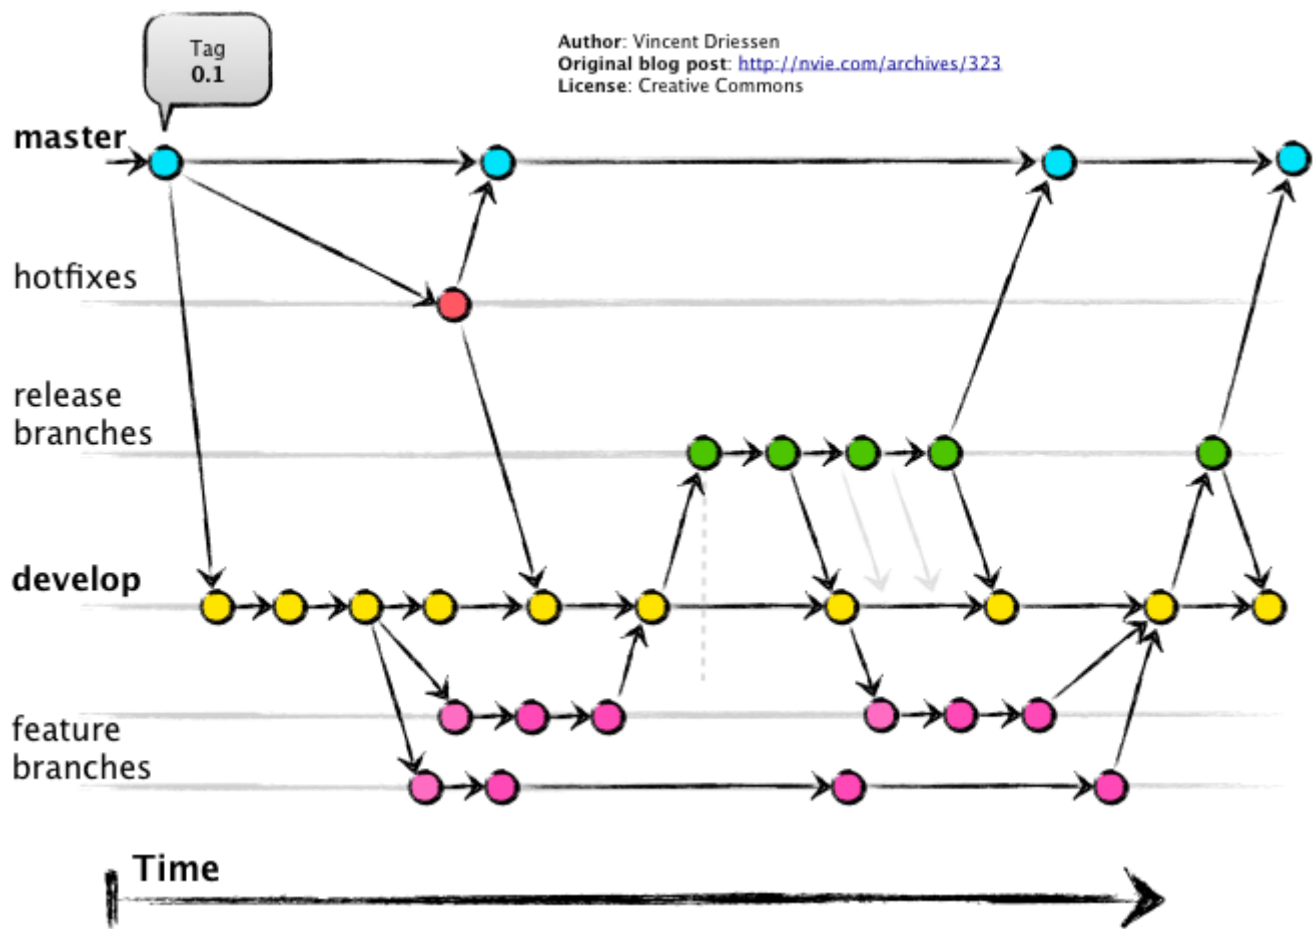 Tag
0.1
Author: Vincent Driessen
Original blog post: http://nvie.com/archives/323
License: Creative Commons
master
hotfixes
release
branches
develop
feature
branches
Time